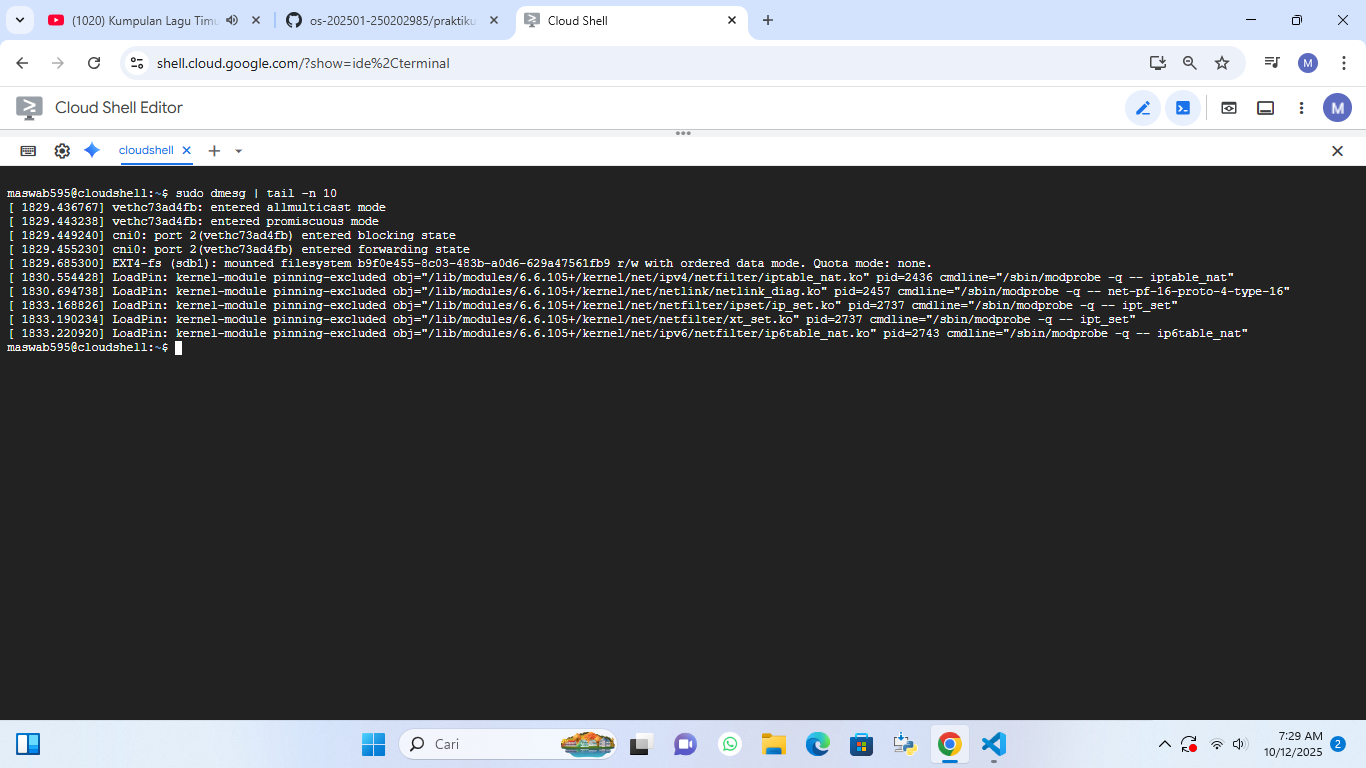 (1020) Kumpulan Lagu Timu
os-202501-250202985/praktiku
Cloud Shell
shell.cloud.google.com/?show=ide%2Cterminal
M
Cloud Shell Editor
M
cloudshell
maswab595@cloudshell:~$ sudo dmesg | tail -n 10
[ 1829.436767] vethc73ad4fb: entered allmulticast mode
[ 1829.443238] vethc73ad4fb: entered promiscuous mode
[ 1829.449240] cni0: port 2(vethc73ad4fb) entered blocking state
[ 1829.455230] cni0: port 2(vethc73ad4fb) entered forwarding state
[ 1829.685300] EXT4-fs (sdb1): mounted filesystem b9f0e455-8c03-483b-a0d6-629a47561fb9 r/w with ordered data mode. Quota mode: none.
[ 1830.554428] LoadPin: kernel-module pinning-excluded obj="/lib/modules/6.6.105+/kernel/net/ipv4/netfilter/iptable_nat.ko" pid=2436 cmdline="/sbin/modprobe -q -- iptable_nat"
[ 1830.694738] LoadPin: kernel-module pinning-excluded obj="/lib/modules/6.6.105+/kernel/net/netlink/netlink_diag.ko" pid=2457 cmdline="/sbin/modprobe -q -- net-pf-16-proto-4-type-16"
[ 1833.168826] LoadPin: kernel-module pinning-excluded obj="/lib/modules/6.6.105+/kernel/net/netfilter/ipset/ip_set.ko" pid=2737 cmdline="/sbin/modprobe -q -- ipt_set"
[ 1833.190234] LoadPin: kernel-module pinning-excluded obj="/lib/modules/6.6.105+/kernel/net/netfilter/xt_set.ko" pid=2737 cmdline="/sbin/modprobe -q -- ipt_set"
[ 1833.220920] LoadPin: kernel-module pinning-excluded obj="/lib/modules/6.6.105+/kernel/net/ipv6/netfilter/ip6table_nat.ko" pid=2743 cmdline="/sbin/modprobe -q -- ip6table_nat"
maswab595@cloudshell:~$
Cari
7:29 AM
10/12/2025
2